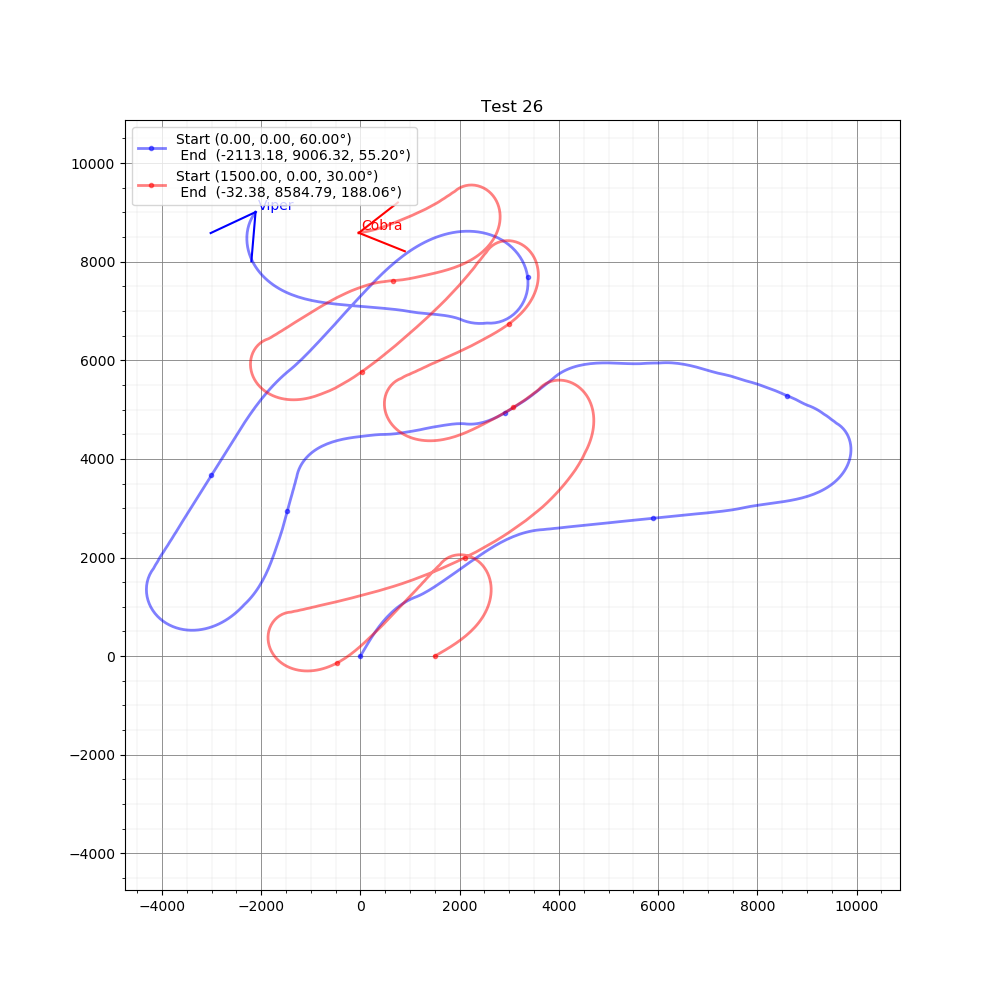 Test 26
Start (0.00, 0.00, 60.00°)
End (-2113.18, 9006.32, 55.20°)
Start (1500.00, 0.00, 30.00°)
End (-32.38, 8584.79, 188.06°)
Viper
Cobra
10000
8000
6000
4000
2000
0
−2000
−4000
−4000 −2000 0 2000 4000 6000 8000 10000